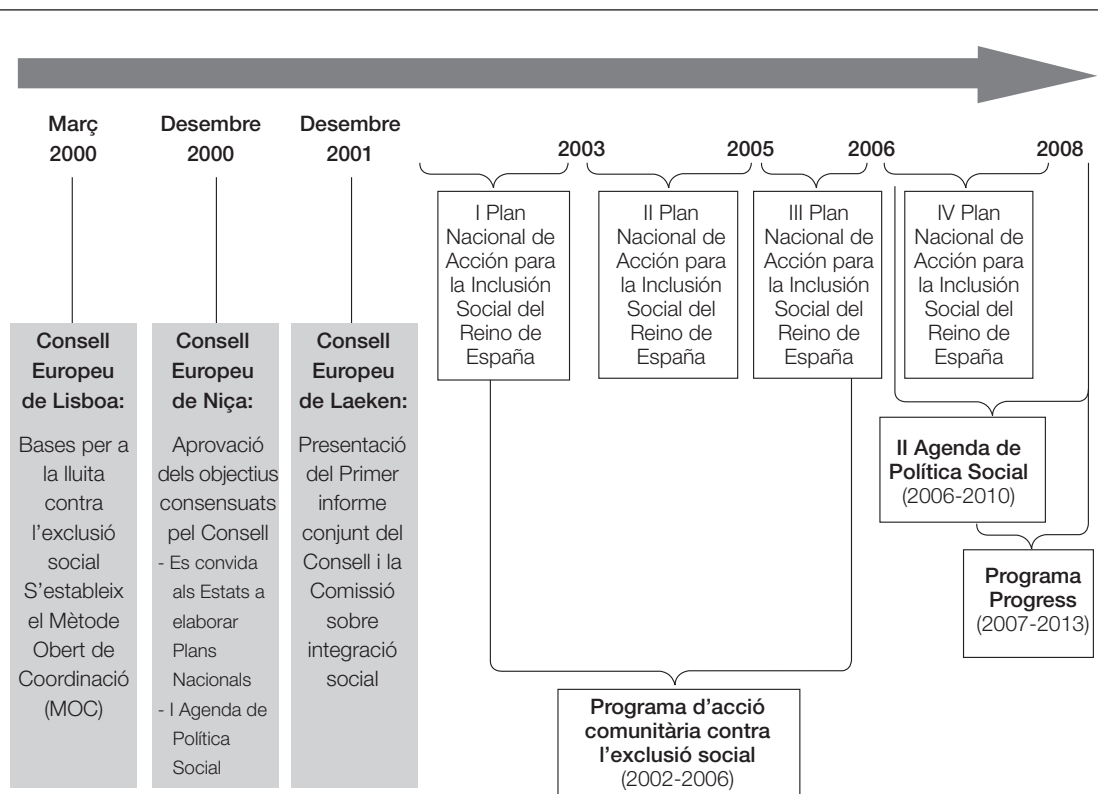 Març
2000
Desembre
2000
Desembre
2001
2003
2005
2006
2008
Consell
Europeu
de Lisboa:
Bases per a
la lluita
contra
l’exclusió
social
S’estableix
el Mètode
Obert de
Coordinació
(MOC)
Consell
Europeu
de Niça:
Aprovació
dels objectius
consensuats
pel Consell
- Es convida
als Estats a
elaborar
Plans
Nacionals
- I Agenda de
Política
Social
Consell
Europeu
de Laeken:
Presentació
del Primer
informe
conjunt del
Consell i la
Comissió
sobre
integració
social
I Plan
Nacional de
Acción para
la Inclusión
Social del
Reino de
España
II Plan
Nacional de
Acción para
la Inclusión
Social del
Reino de
España
III Plan
Nacional de
Acción para
la Inclusión
Social del
Reino de
España
IV Plan
Nacional de
Acción para
la Inclusión
Social del
Reino de
España
II Agenda de
Política Social
(2006-2010)
Programa
Progress
(2007-2013)
Programa d’acció
comunitària contra
l’exclusió social
(2002-2006)